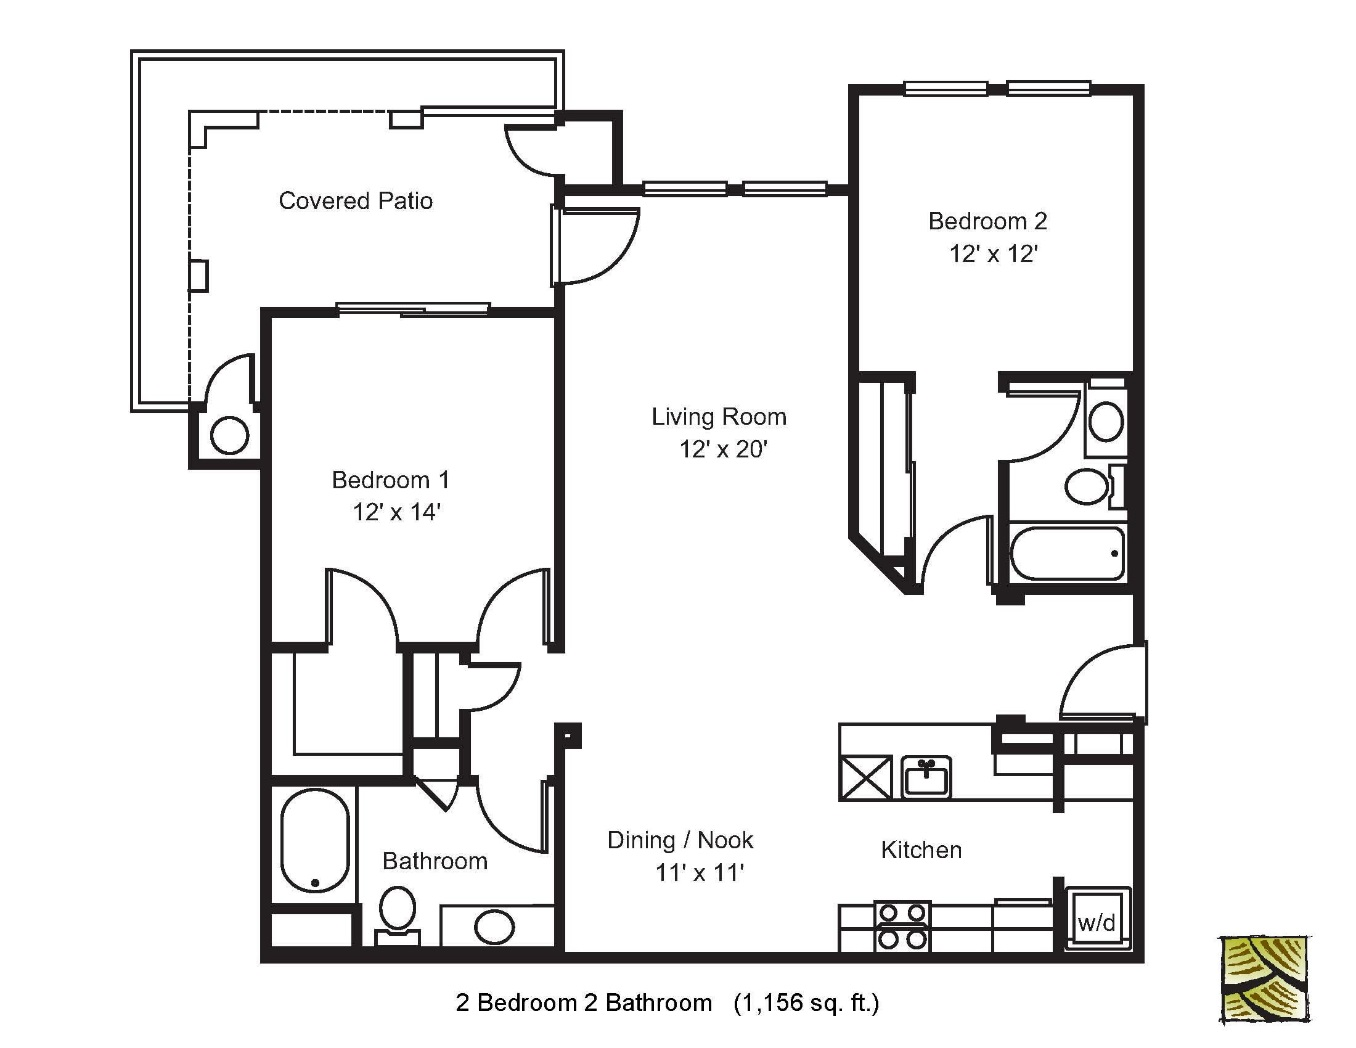 Covered Patio
Bedroom 2
12' x 12'
Living Room
12' x 20'
Bedroom 1
12' x 14'
Dining / Nook
11' x 11'
Kitchen
Bathroom
w/d
2 Bedroom 2 Bathroom (1,156 sq. ft.)